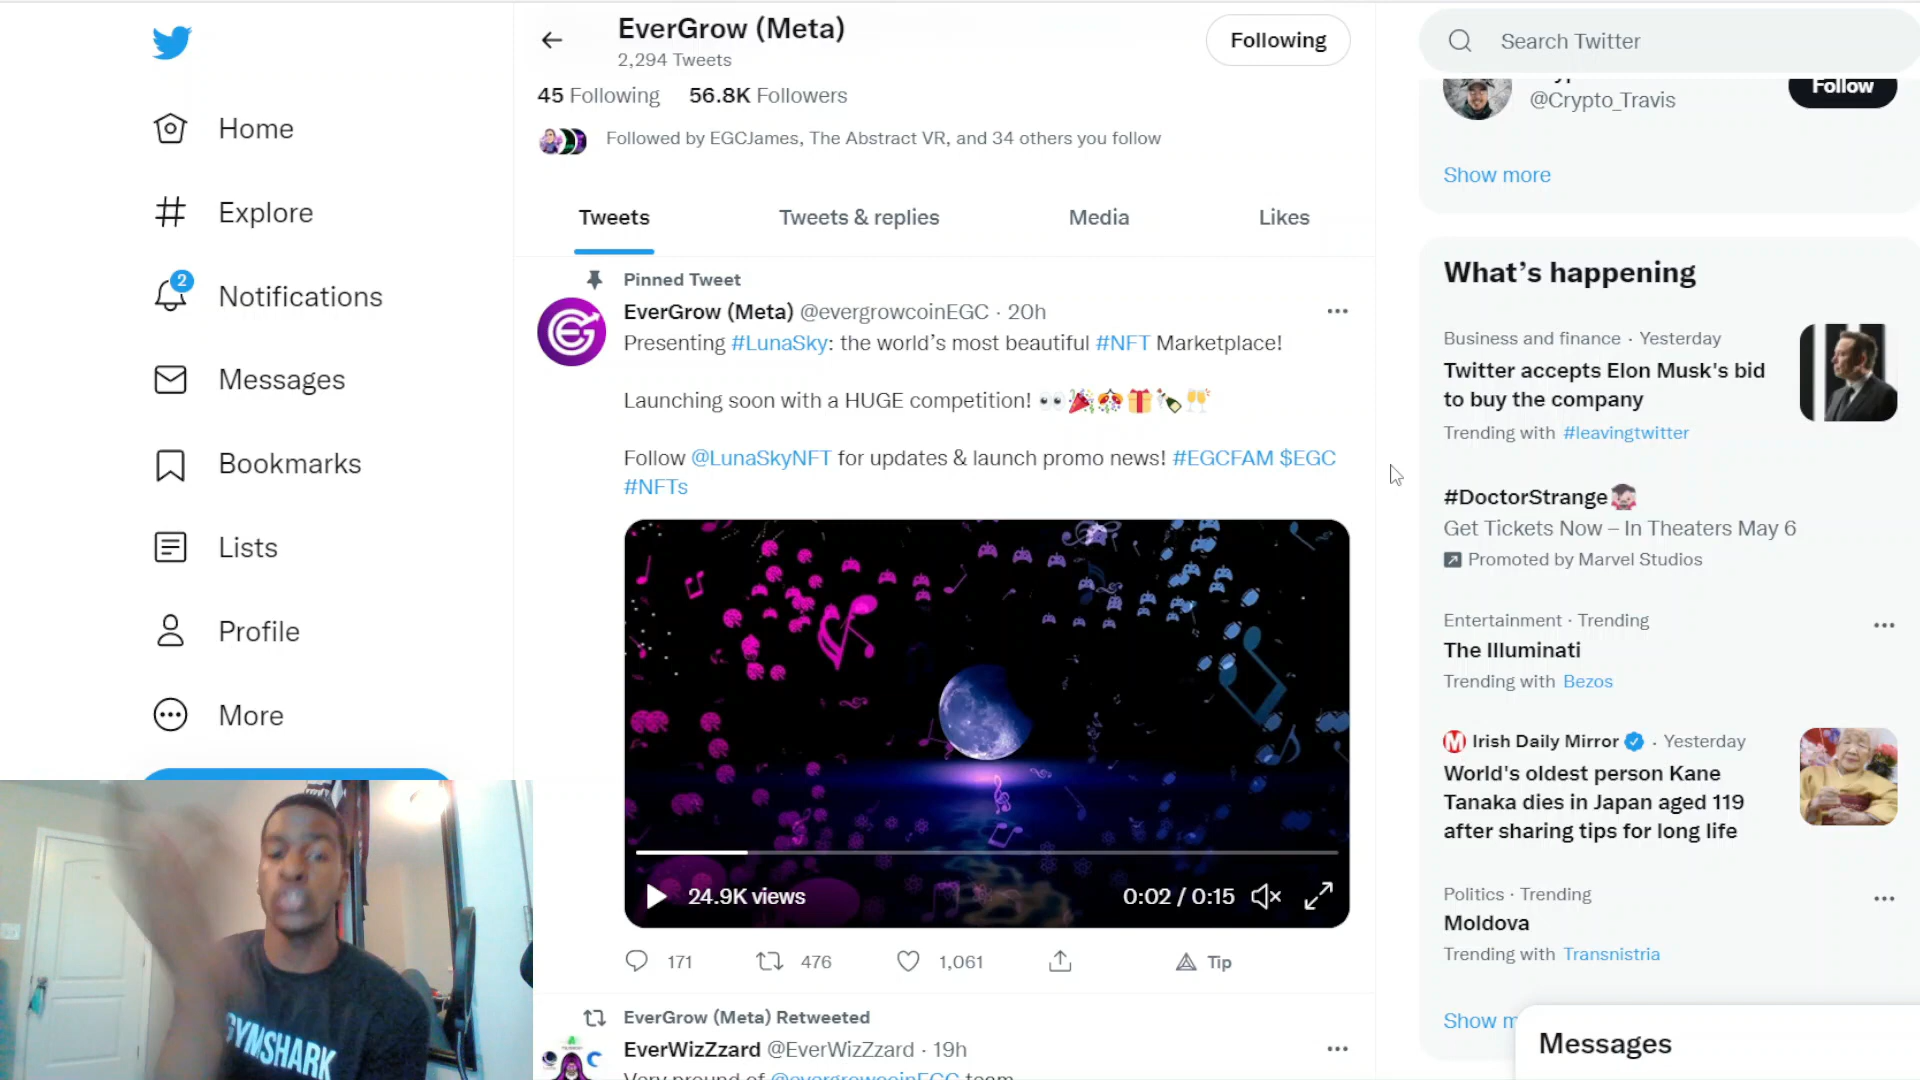 Home
Explore
2
Notifications
Messages
Bookmarks
Lists
Profile
More
EverGrow (Meta)
2,294 Tweets
Following
45 Following 56.8K Followers
Followed by EGCJames, The Abstract VR, and 34 others you follow
Tweets Tweets & replies Media Likes
Pinned Tweet
EverGrow (Meta) @evergrowcoinEGC · 20h
Presenting #LunaSky: the world's most beautiful #NFT Marketplace!
Launching soon with a HUGE competition! 👀🎉🎊🎁🍾🥂
Follow @LunaSkyNFT for updates & launch promo news! #EGCFAM $EGC
#NFTs
24.9K views 0:02 / 0:15
171 476 1,061 Tip
EverGrow (Meta) Retweeted
EverWizZzard @EverWizZzard · 19h
Very pround of @evergrowcoinEGC team
Search Twitter
@Crypto_Travis
Follow
Show more
What's happening
Business and finance · Yesterday
Twitter accepts Elon Musk's bid
to buy the company
Trending with #leavingtwitter
#DoctorStrange
Get Tickets Now – In Theaters May 6
Promoted by Marvel Studios
Entertainment · Trending
The Illuminati
Trending with Bezos
Irish Daily Mirror · Yesterday
World's oldest person Kane
Tanaka dies in Japan aged 119
after sharing tips for long life
Politics · Trending
Moldova
Trending with Transnistria
Show
Messages
GYMSHARK